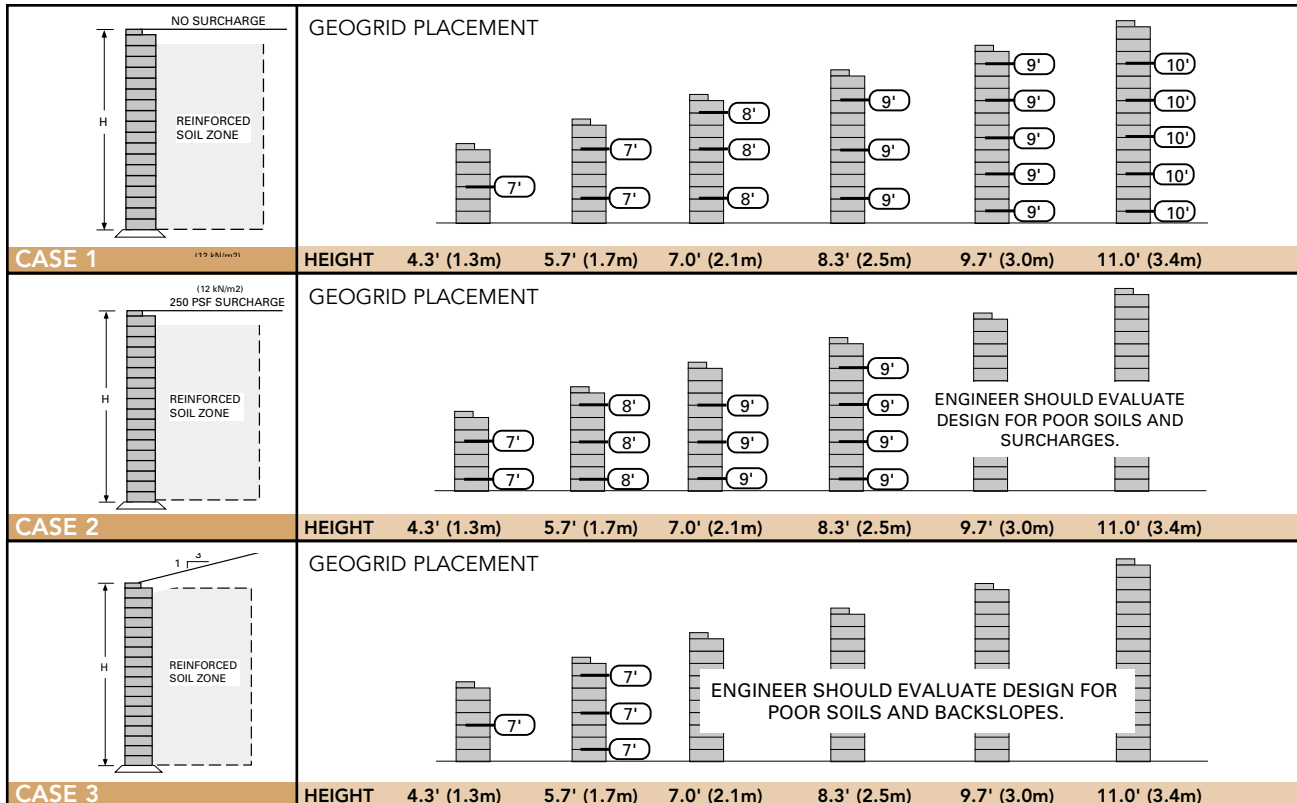 NO SURCHARGE
H
REINFORCED
SOIL ZONE
CASE 1
GEOGRID PLACEMENT
7'
7'
7'
8'
8'
8'
9'
9'
9'
9'
9'
9'
9'
9'
10'
10'
10'
10'
10'
HEIGHT 4.3' (1.3m) 5.7' (1.7m) 7.0' (2.1m) 8.3' (2.5m) 9.7' (3.0m) 11.0' (3.4m)
(12 kN/m2)
250 PSF SURCHARGE
H
REINFORCED
SOIL ZONE
CASE 2
GEOGRID PLACEMENT
7'
7'
8'
8'
8'
9'
9'
9'
9'
9'
9'
9'
ENGINEER SHOULD EVALUATE
DESIGN FOR POOR SOILS AND
SURCHARGES.
HEIGHT 4.3' (1.3m) 5.7' (1.7m) 7.0' (2.1m) 8.3' (2.5m) 9.7' (3.0m) 11.0' (3.4m)
1 3
H
REINFORCED
SOIL ZONE
CASE 3
GEOGRID PLACEMENT
7'
7'
7'
7'
ENGINEER SHOULD EVALUATE DESIGN FOR
POOR SOILS AND BACKSLOPES.
HEIGHT 4.3' (1.3m) 5.7' (1.7m) 7.0' (2.1m) 8.3' (2.5m) 9.7' (3.0m) 11.0' (3.4m)